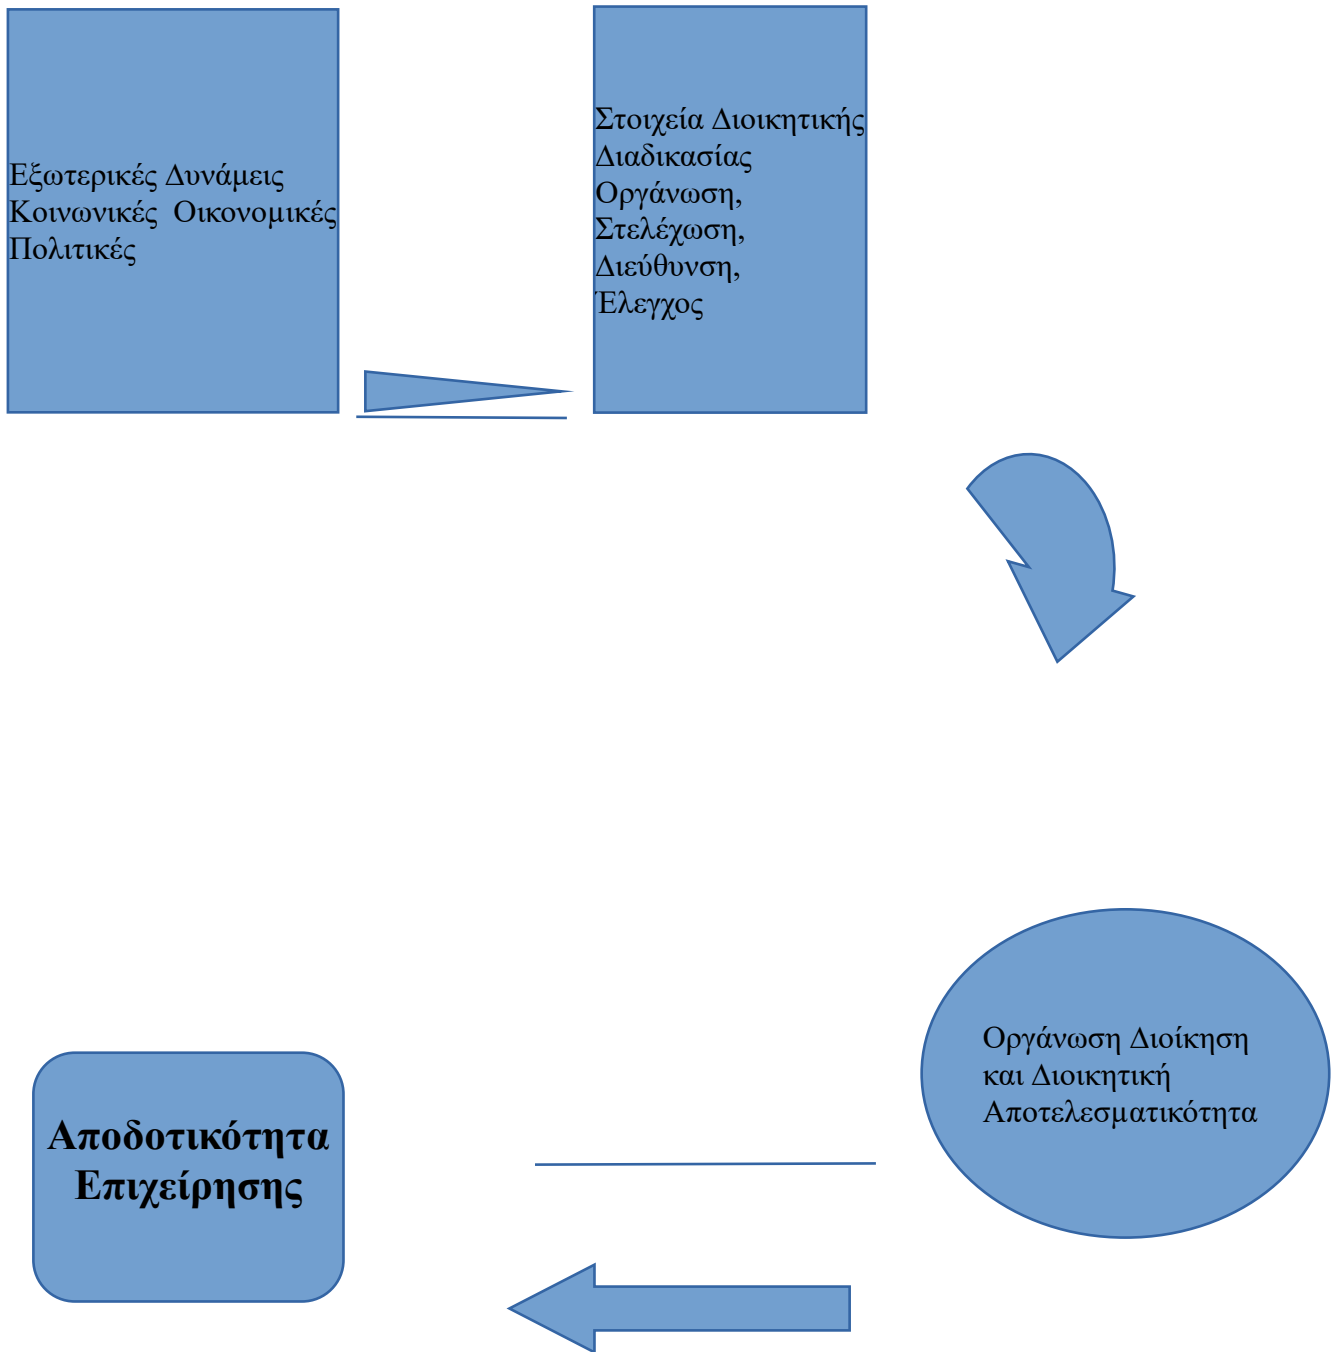 Εξωτερικές Δυνάμεις
Κοινωνικές Οικονομικές
Πολιτικές
Στοιχεία Διοικητικής
Διαδικασίας
Οργάνωση,
Στελέχωση,
Διεύθυνση,
Έλεγχος
Οργάνωση Διοίκηση
και Διοικητική
Αποτελεσματικότητα
Αποδοτικότητα
Επιχείρησης